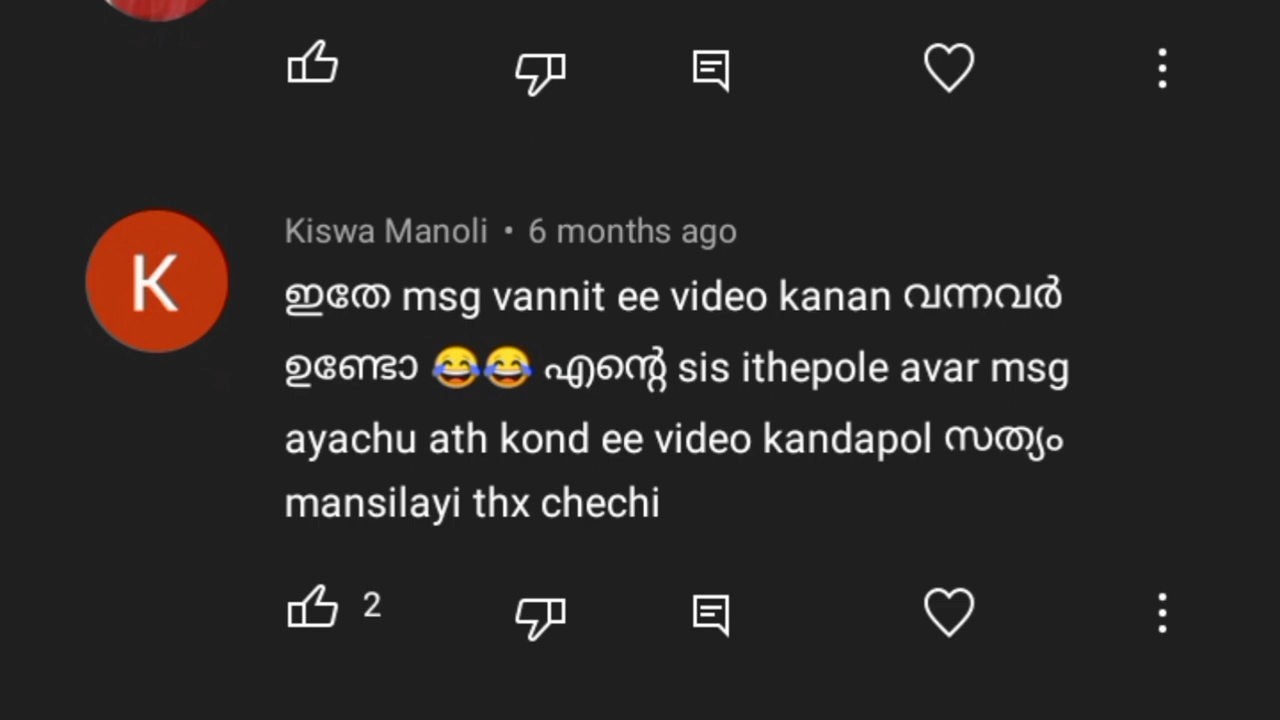 K
Kiswa Manoli • 6 months ago
ഇതേ msg vannit ee video kanan വന്നവർ
ഉണ്ടോ 😂😂 എന്റെ sis ithepole avar msg
ayachu ath kond ee video kandapol സത്യം
mansilayi thx chechi
2